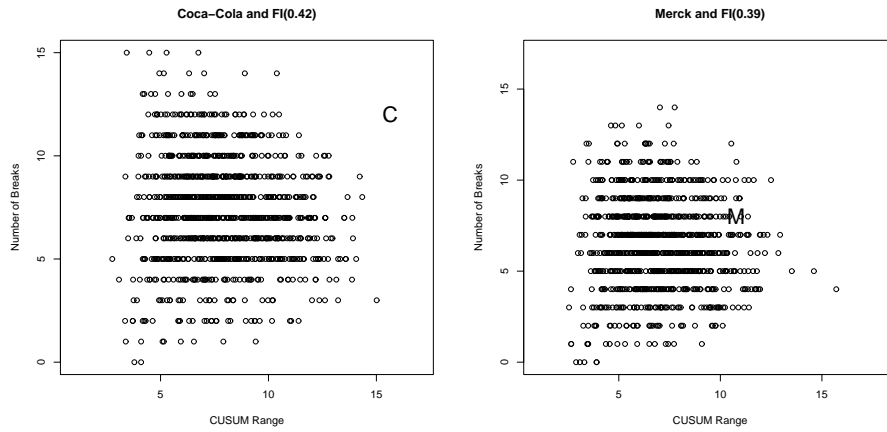 Coca−Cola and FI(0.42)
Number of Breaks
15
10
5
0
C
5 10 15
CUSUM Range
Merck and FI(0.39)
Number of Breaks
15
10
5
0
M
5 10 15
CUSUM Range